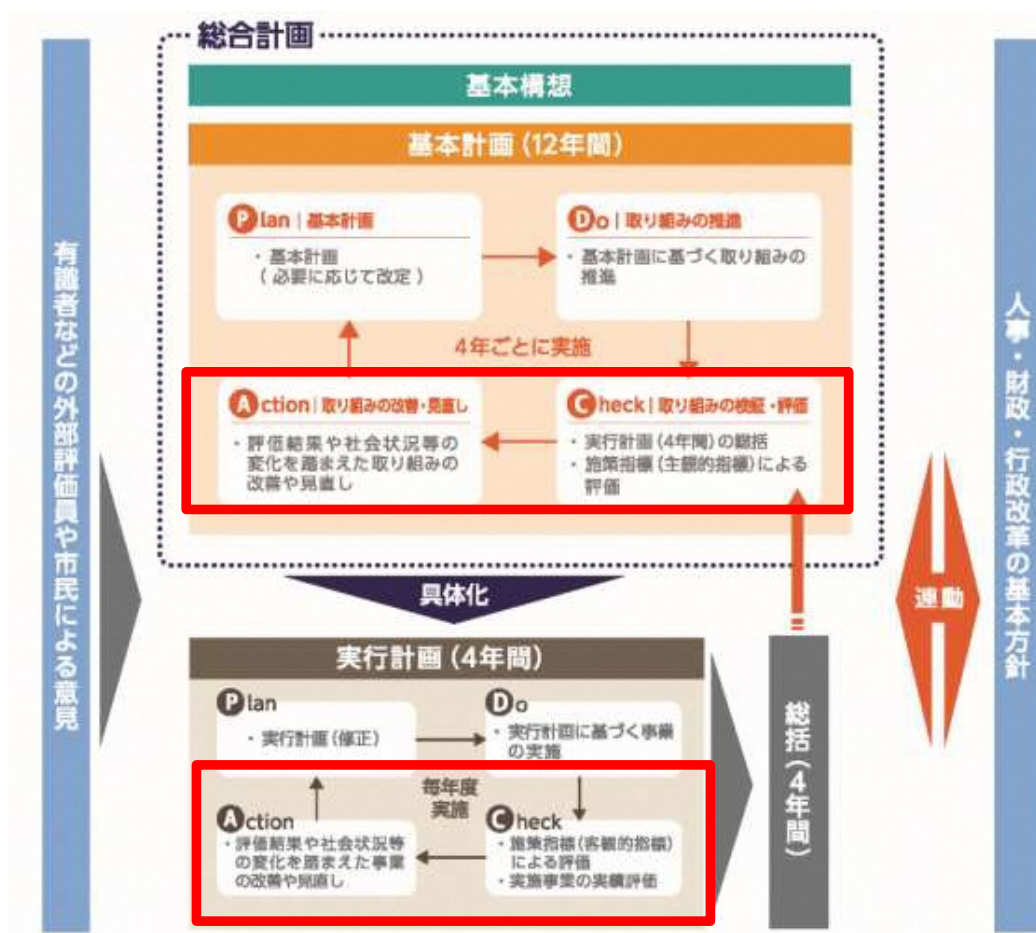 総合計画
基本構想
基本計画(12年間)
Plan|基本計画
・基本計画
(必要に応じて改定)
Do|取り組みの推進
・基本計画に基づく取り組みの
推進
4年ごとに実施
Action|取り組みの改善・見直し
・評価結果や社会状況等の
変化を踏まえた取り組みの
改善や見直し
Check|取り組みの検証・評価
・実行計画(4年間)の総括
・施策指標(主観的指標)による
評価
具体化
実行計画(4年間)
Plan
・実行計画(修正)
Do
・実行計画に基づく事業
の実施
毎年度
実施
Action
・評価結果や社会状況等
の変化を踏まえた事業
の改善や見直し
Check
・施策指標(客観的指標)
による評価
・実施事業の実績評価
総括(4年間)
有識者などの外部評価員や市民による意見
連動
人事・財政・行政改革の基本方針